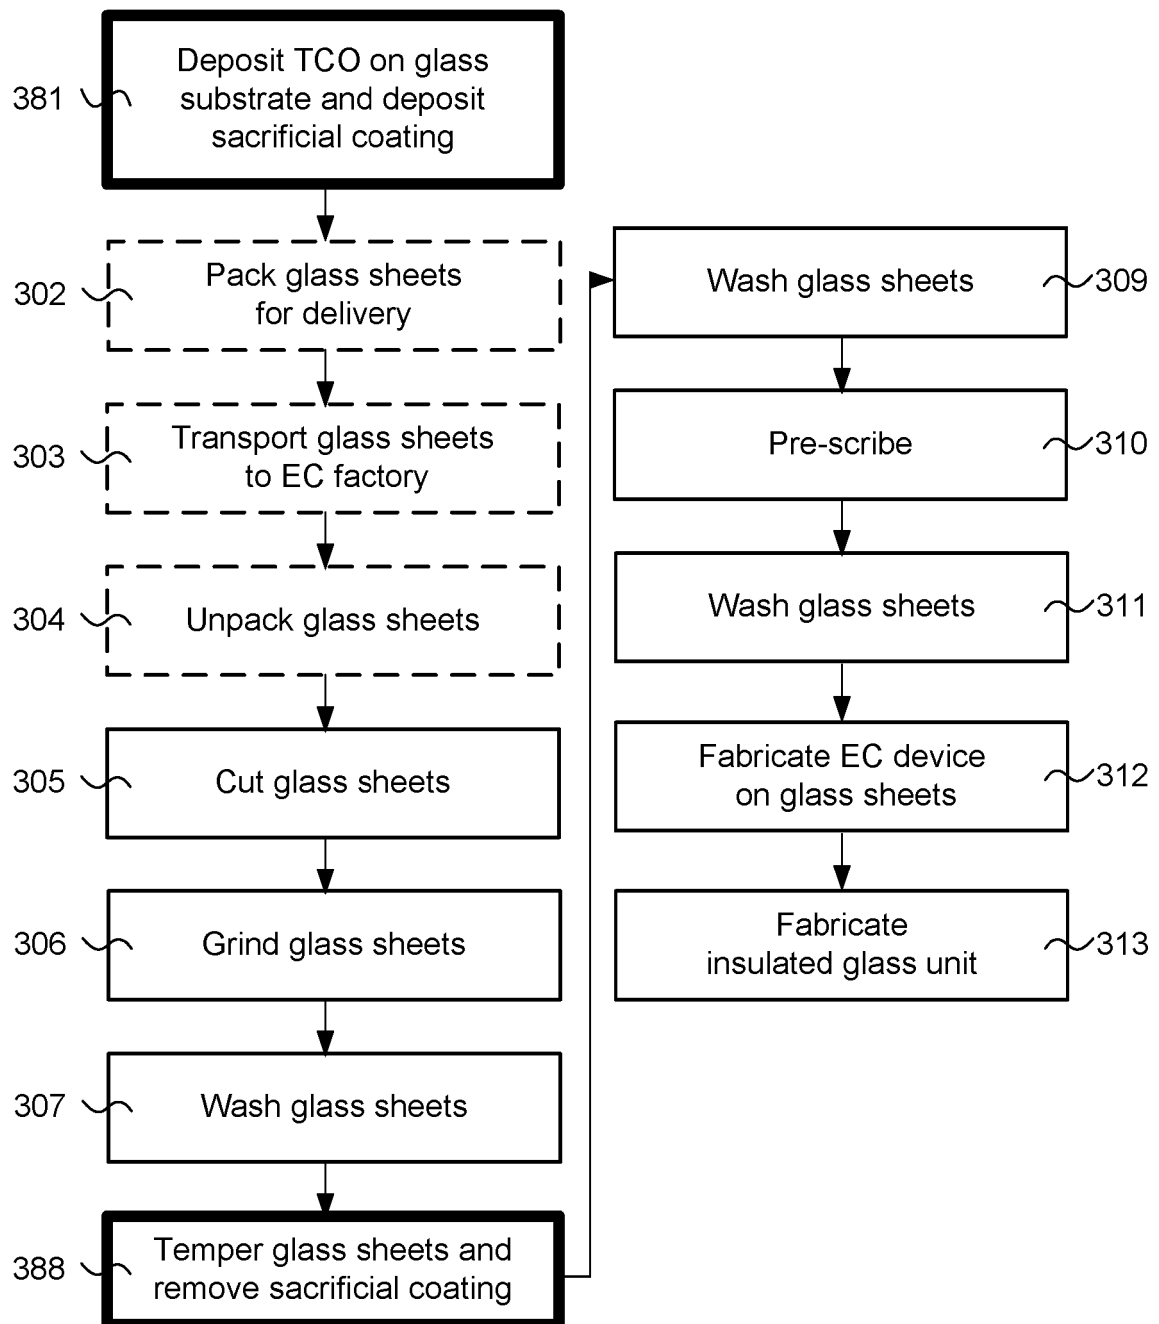 381
Deposit TCO on glass
substrate and deposit
sacrificial coating
302
Pack glass sheets
for delivery
303
Transport glass sheets
to EC factory
304
Unpack glass sheets
305
Cut glass sheets
306
Grind glass sheets
307
Wash glass sheets
388
Temper glass sheets and
remove sacrificial coating
Wash glass sheets
309
Pre-scribe
310
Wash glass sheets
311
Fabricate EC device
on glass sheets
312
Fabricate
insulated glass unit
313